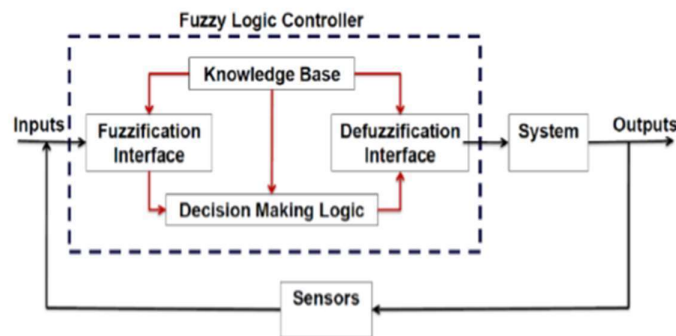 Fuzzy Logic Controller
Knowledge Base
Inputs
Fuzzification
Interface
Defuzzification
Interface
System
Outputs
Decision Making Logic
Sensors